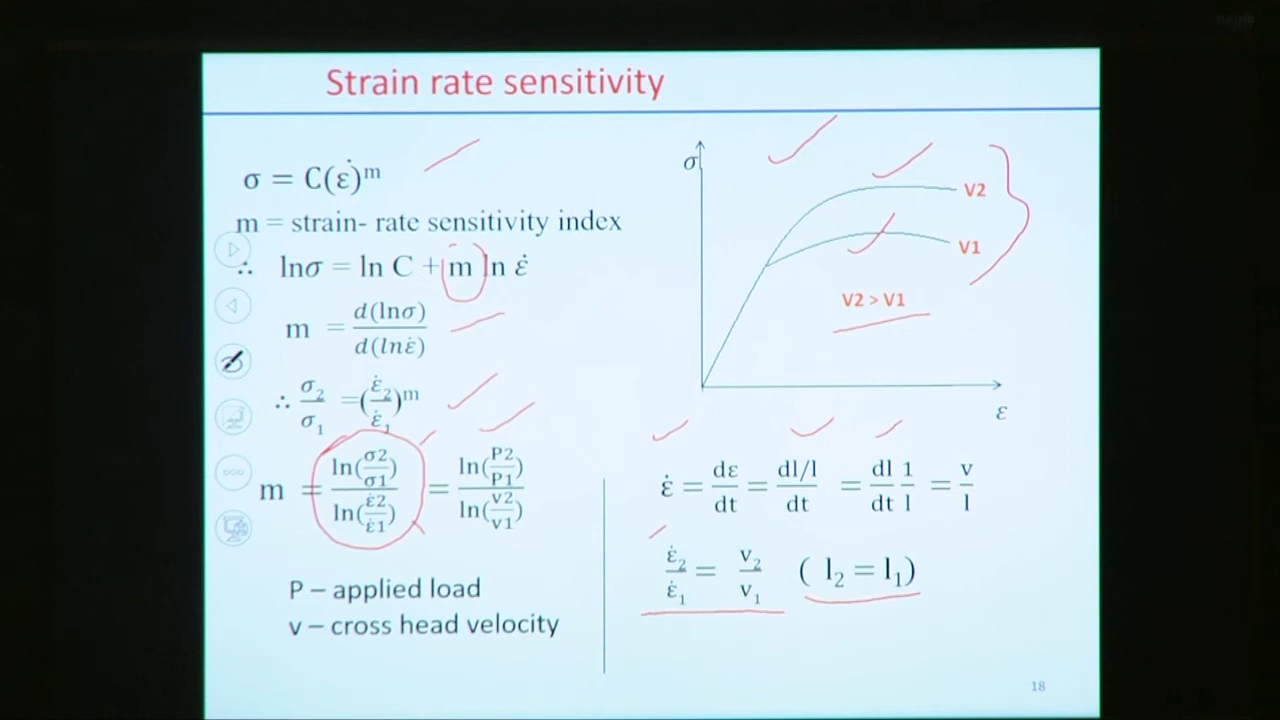 Strain rate sensitivity
σ = C(ε̇)^m
m = strain- rate sensitivity index
∴ lnσ = ln C + m ln ε̇
m = d(lnσ) / d(lnε̇)
∴ σ₂/σ₁ = (ε̇₂/ε̇₁)^m
m = ln(σ2/σ1) / ln(ε̇2/ε̇1) = ln(P2/P1) / ln(v2/v1)
P – applied load
v – cross head velocity
σ
V2
V1
V2 > V1
ε
ε̇ = dε/dt = dl/l / dt = dl/dt 1/l = v/l
ε̇₂/ε̇₁ = v₂/v₁ ( l₂ = l₁)
18